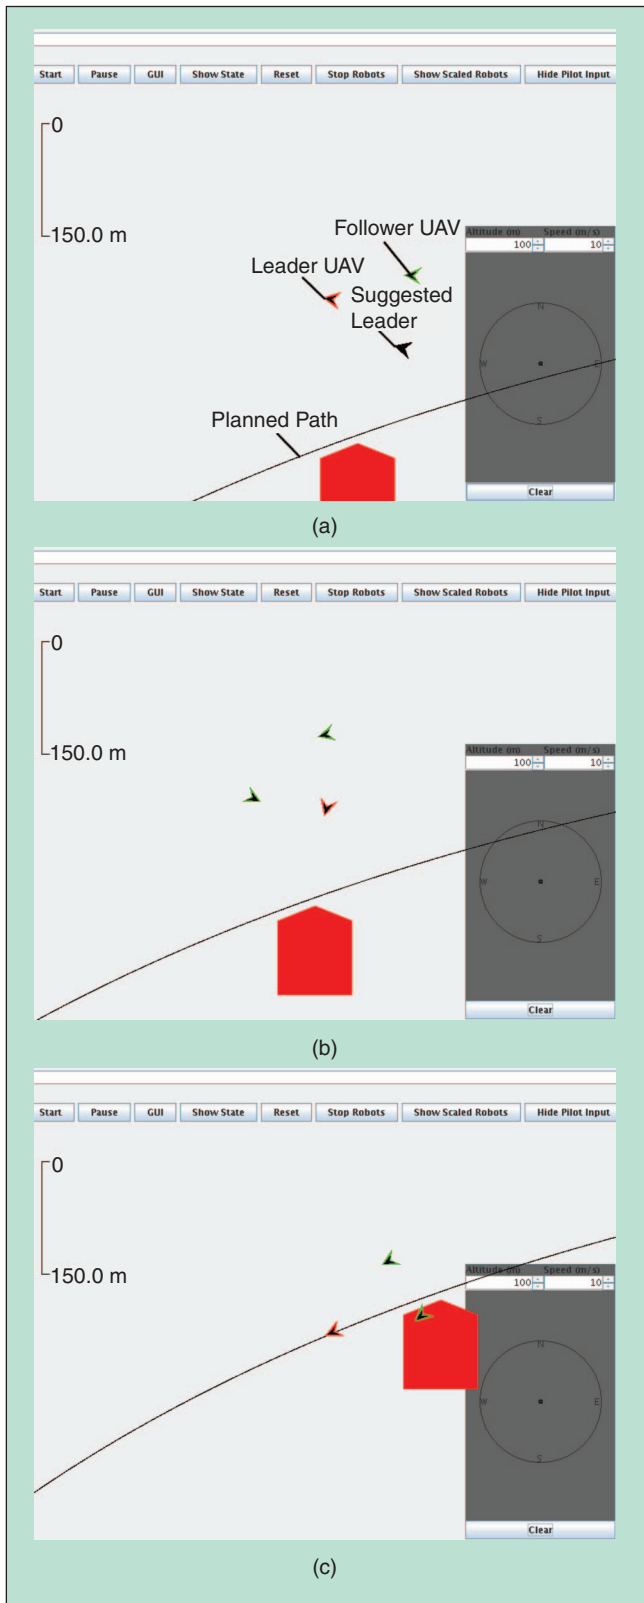 Start Pause GUI Show State Reset Stop Robots Show Scaled Robots Hide Pilot Input
0
150.0 m
Follower UAV
Leader UAV
Suggested
Leader
Planned Path
Altitude (m) Speed (m/s)
100 10
N
W E
S
Clear
(a)
Start Pause GUI Show State Reset Stop Robots Show Scaled Robots Hide Pilot Input
0
150.0 m
Altitude (m) Speed (m/s)
100 10
N
W E
S
Clear
(b)
Start Pause GUI Show State Reset Stop Robots Show Scaled Robots Hide Pilot Input
0
150.0 m
Altitude (m) Speed (m/s)
100 10
N
W E
S
Clear
(c)